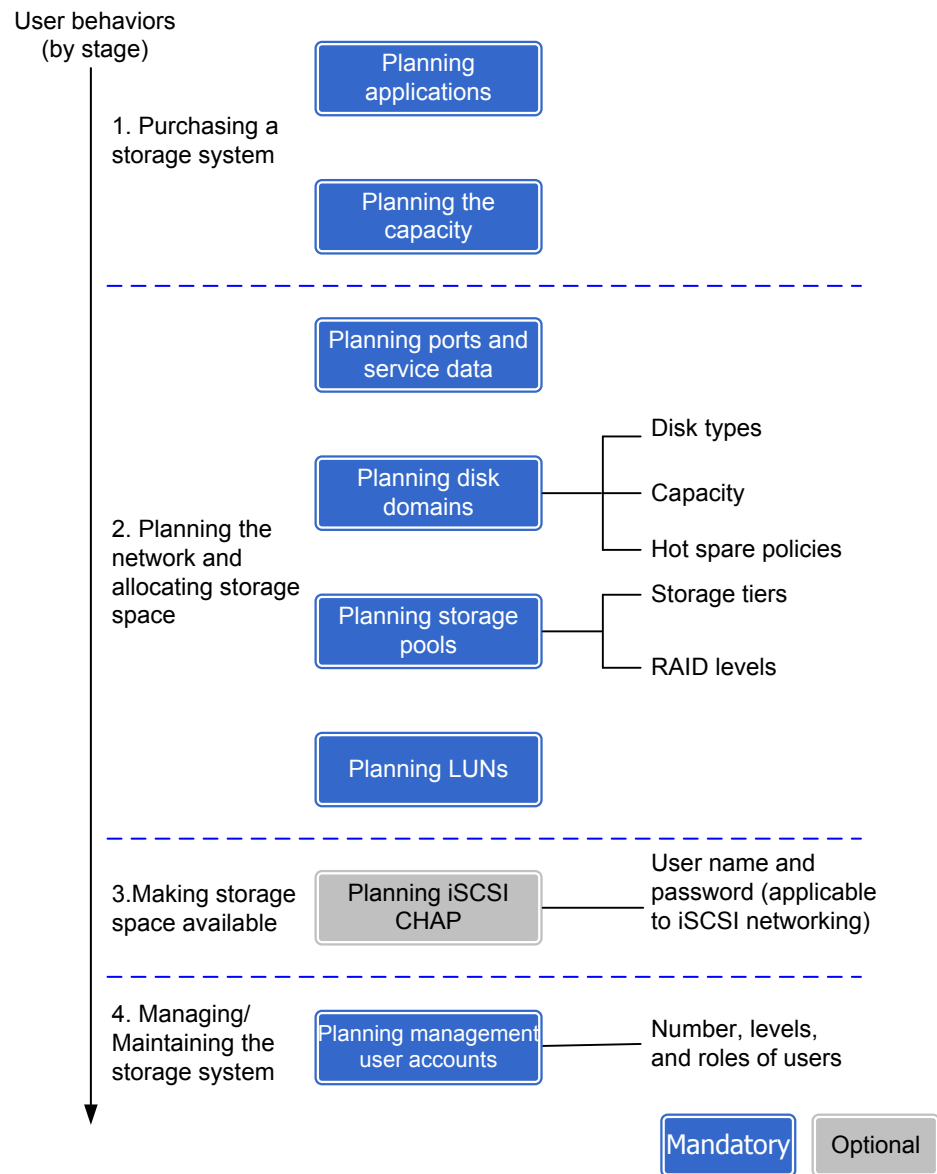 User behaviors
(by stage)
Planning
applications
1. Purchasing a
storage system
Planning the
capacity
Planning ports and
service data
Planning disk
domains
Disk types
Capacity
Hot spare policies
2. Planning the
network and
allocating storage
space
Planning storage
pools
Storage tiers
RAID levels
Planning LUNs
3.Making storage
space available
Planning iSCSI
CHAP
User name and
password (applicable
to iSCSI networking)
4. Managing/
Maintaining the
storage system
Planning management
user accounts
Number, levels,
and roles of users
Mandatory
Optional